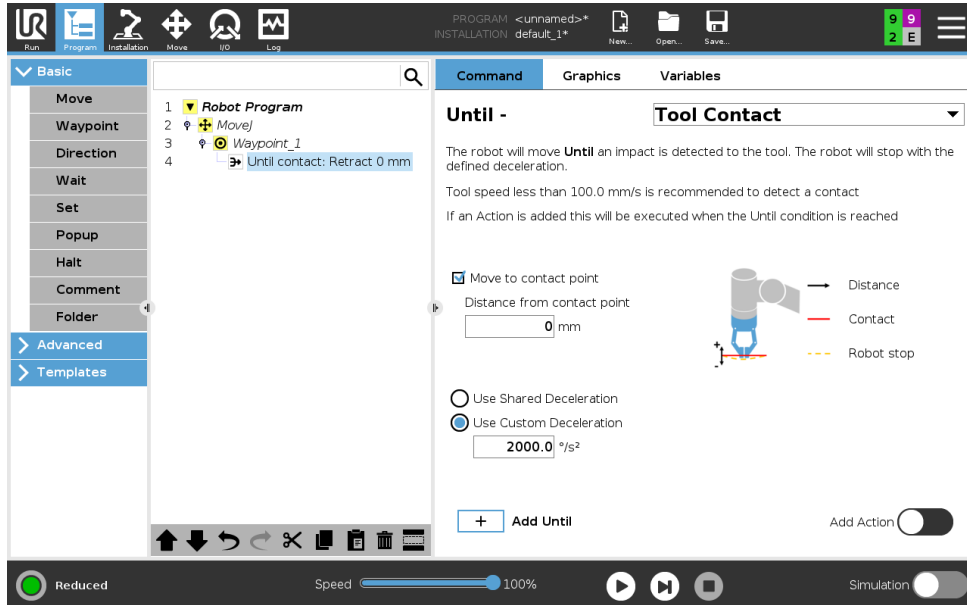 UR
PROGRAM <unnamed>*
INSTALLATION default_1*
9 9
2 E
Run Program Installation Move I/O Log New... Open... Save...
Basic
Move
Waypoint
Direction
Wait
Set
Popup
Halt
Comment
Folder
Advanced
Templates
1 Robot Program
2 MoveJ
3 Waypoint_1
4 Until contact: Retract 0 mm
Command Graphics Variables
Until - Tool Contact
The robot will move Until an impact is detected to the tool. The robot will stop with the
defined deceleration.
Tool speed less than 100.0 mm/s is recommended to detect a contact
If an Action is added this will be executed when the Until condition is reached
Move to contact point
Distance from contact point
0 mm
+
-
Distance
Contact
Robot stop
Use Shared Deceleration
Use Custom Deceleration
2000.0 °/s²
+ Add Until
Add Action
Reduced
Speed 100%
Simulation